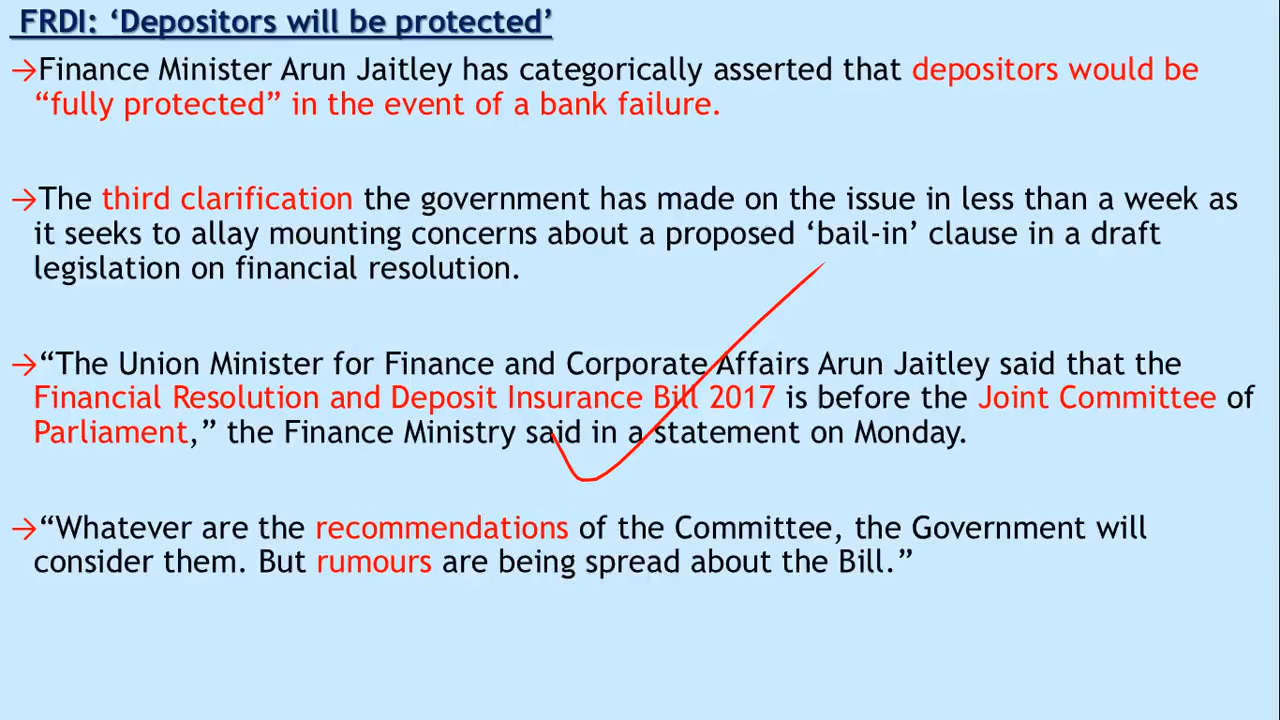 FRDI: ‘Depositors will be protected’
→Finance Minister Arun Jaitley has categorically asserted that depositors would be
“fully protected” in the event of a bank failure.
→The third clarification the government has made on the issue in less than a week as
it seeks to allay mounting concerns about a proposed ‘bail-in’ clause in a draft
legislation on financial resolution.
→“The Union Minister for Finance and Corporate Affairs Arun Jaitley said that the
Financial Resolution and Deposit Insurance Bill 2017 is before the Joint Committee of
Parliament,” the Finance Ministry said in a statement on Monday.
→“Whatever are the recommendations of the Committee, the Government will
consider them. But rumours are being spread about the Bill.”